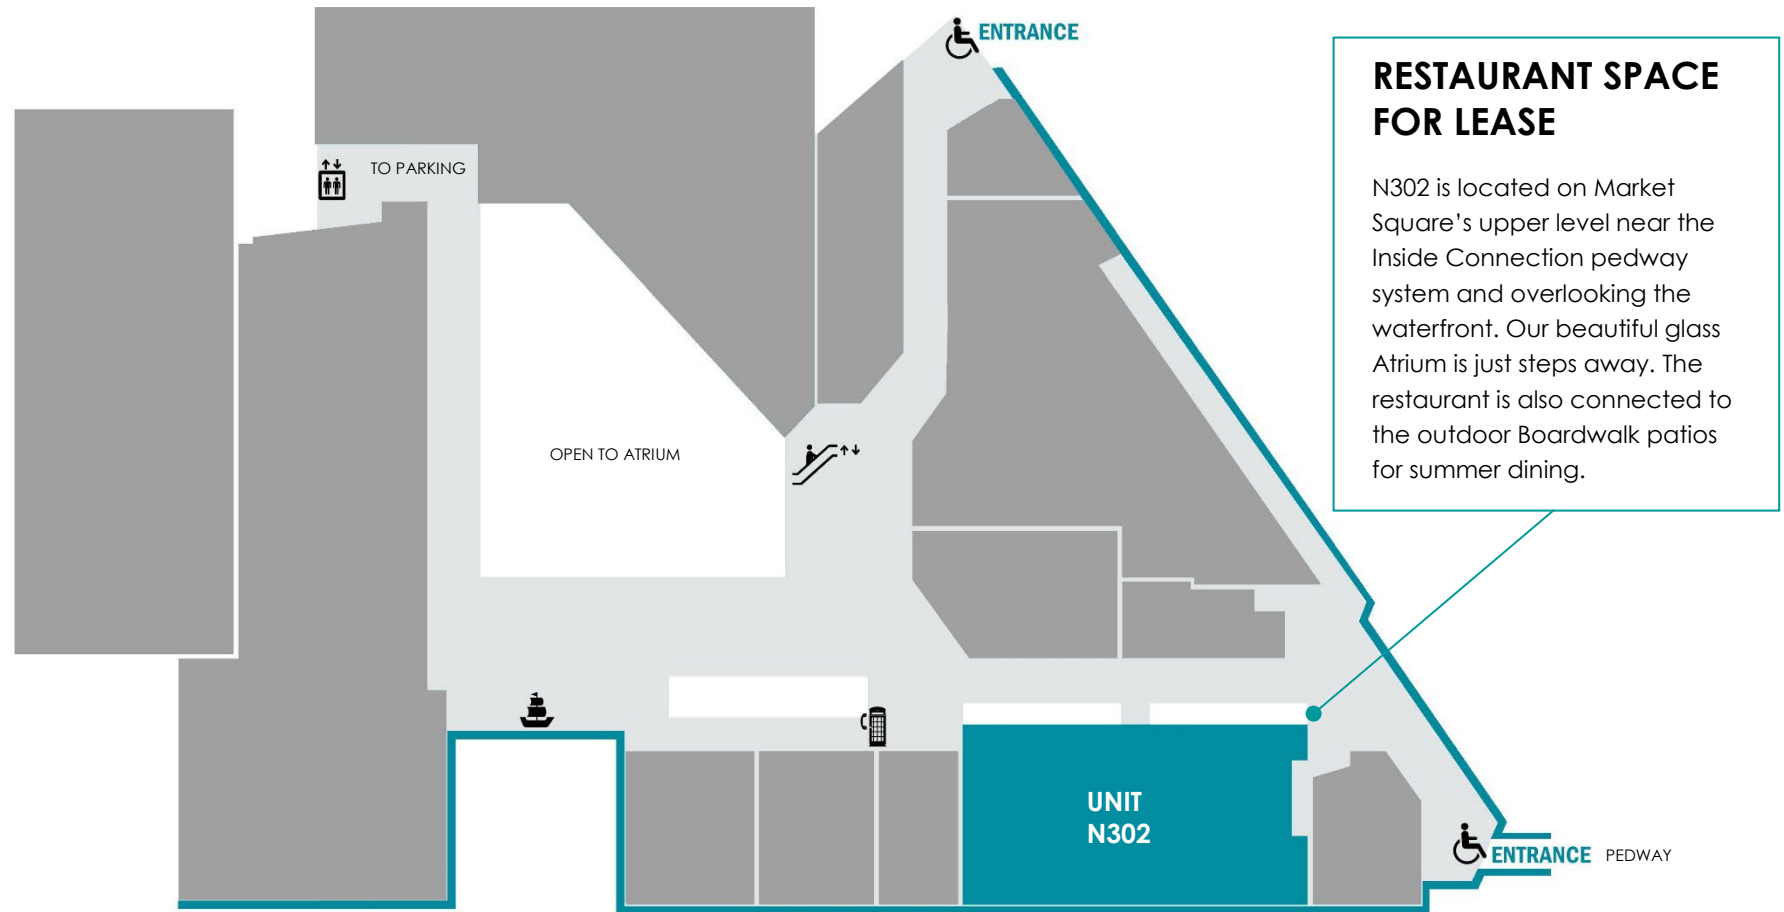 ENTRANCE
RESTAURANT SPACE
FOR LEASE
N302 is located on Market
Square’s upper level near the
Inside Connection pedway
system and overlooking the
waterfront. Our beautiful glass
Atrium is just steps away. The
restaurant is also connected to
the outdoor Boardwalk patios
for summer dining.
TO PARKING
OPEN TO ATRIUM
UNIT
N302
ENTRANCE PEDWAY